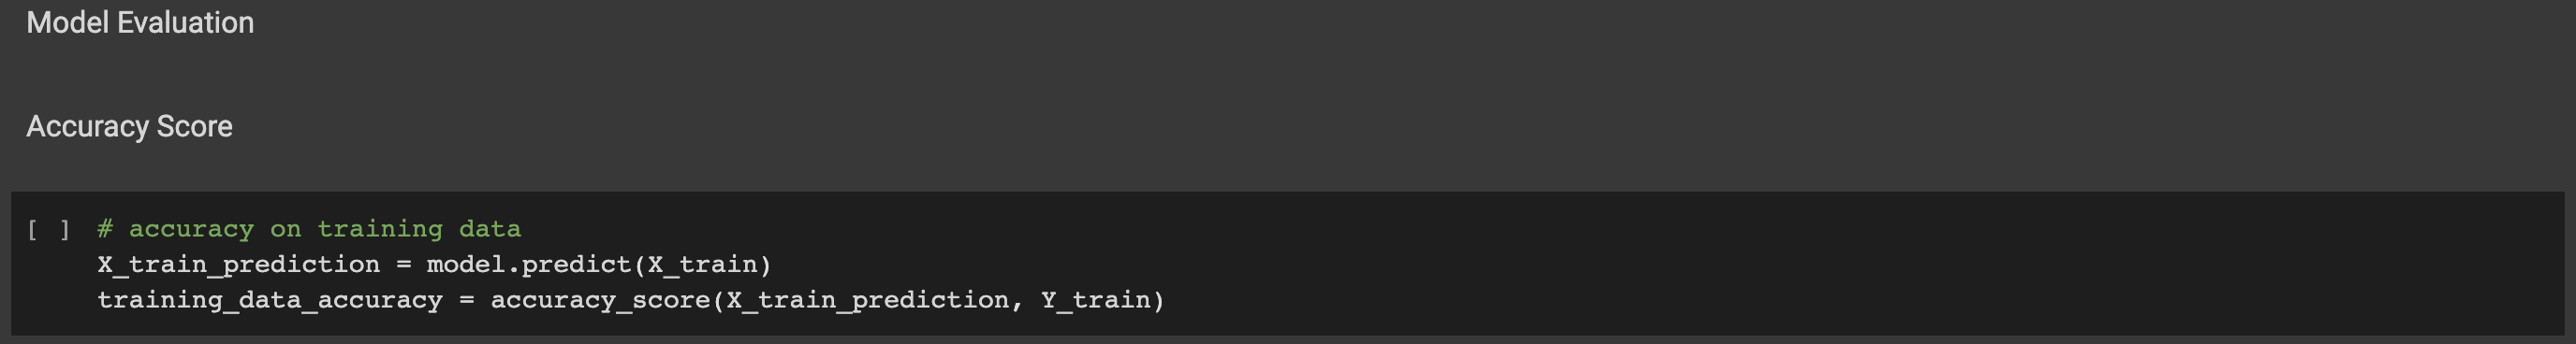 Model Evaluation
Accuracy Score
[ ] # accuracy on training data
X_train_prediction = model.predict(X_train)
training_data_accuracy = accuracy_score(X_train_prediction, Y_train)